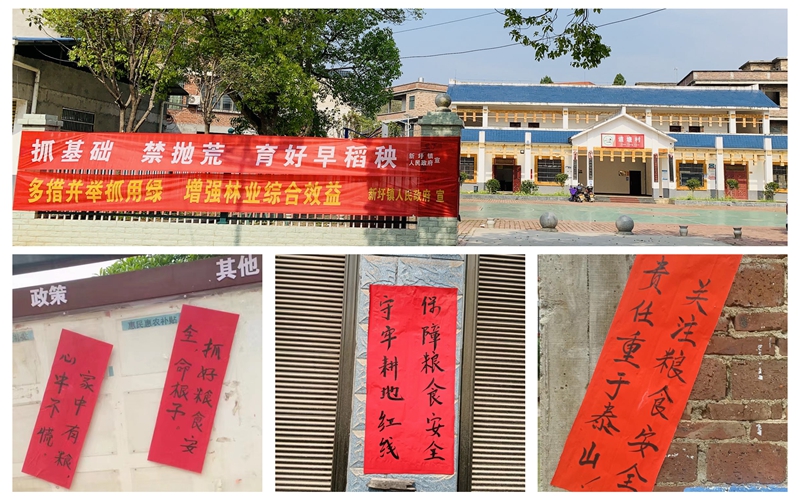 抓基础 禁抛荒 育好早稻秧 新圩镇人民政府 宣
多措并举抓用绿 增强林业综合效益 新圩镇人民政府 宣
政策
其他
惠民惠农补贴
家中有粮
心中不慌!
抓好粮食安
全命根子
保障粮食安全
守牢耕地红线
关注粮食安全
责任重于泰山!